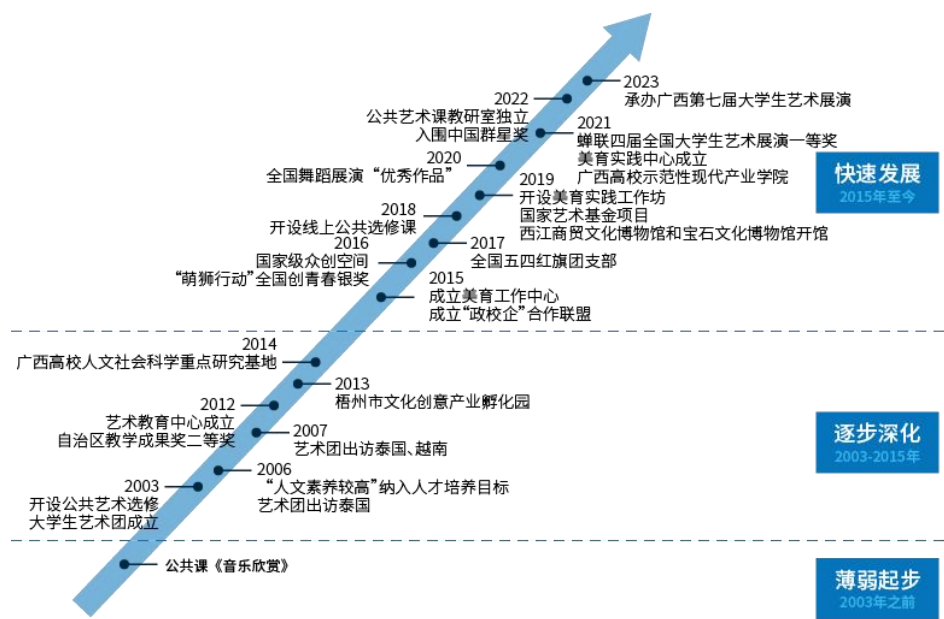 2023
承办广西第七届大学生艺术展演
2022
公共艺术课教研室独立
入围中国群星奖
2021
蝉联四届全国大学生艺术展演一等奖
美育实践中心成立
广西高校示范性现代产业学院
2020
全国舞蹈展演“优秀作品”
2019
开设美育实践工作坊
国家艺术基金项目
西江商贸文化博物馆和宝石文化博物馆开馆
2018
开设线上公共选修课
2017
全国五四红旗团支部
2016
国家级众创空间
“萌狮行动”全国创青春银奖
2015
成立美育工作中心
成立“政校企”合作联盟
快速发展
2015年至今
2014
广西高校人文社会科学重点研究基地
2013
梧州市文化创意产业孵化园
2012
艺术教育中心成立
自治区教学成果奖二等奖
2007
艺术团出访泰国、越南
2006
“人文素养较高”纳入人才培养目标
艺术团出访泰国
2003
开设公共艺术选修
大学生艺术团成立
逐步深化
2003-2015年
公共课《音乐欣赏》
薄弱起步
2003年之前